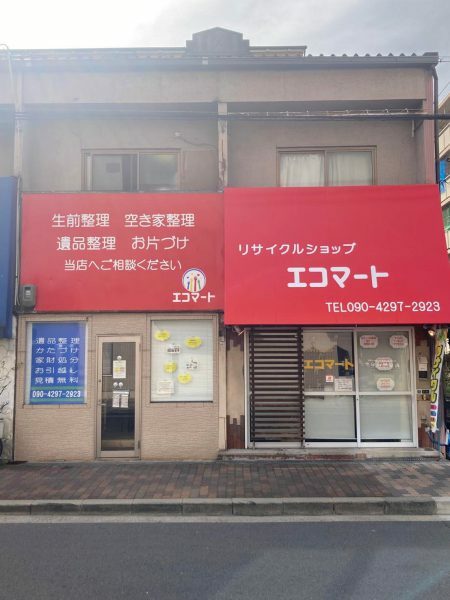 生前整理 空き家整理
遺品整理 お片づけ
当店へご相談ください
エコマート
リサイクルショップ
エコマート
TEL090-4297-2923
遺品整理
かたづけ
家財処分
お引越し
見積無料
090-4297-2923
エコマート